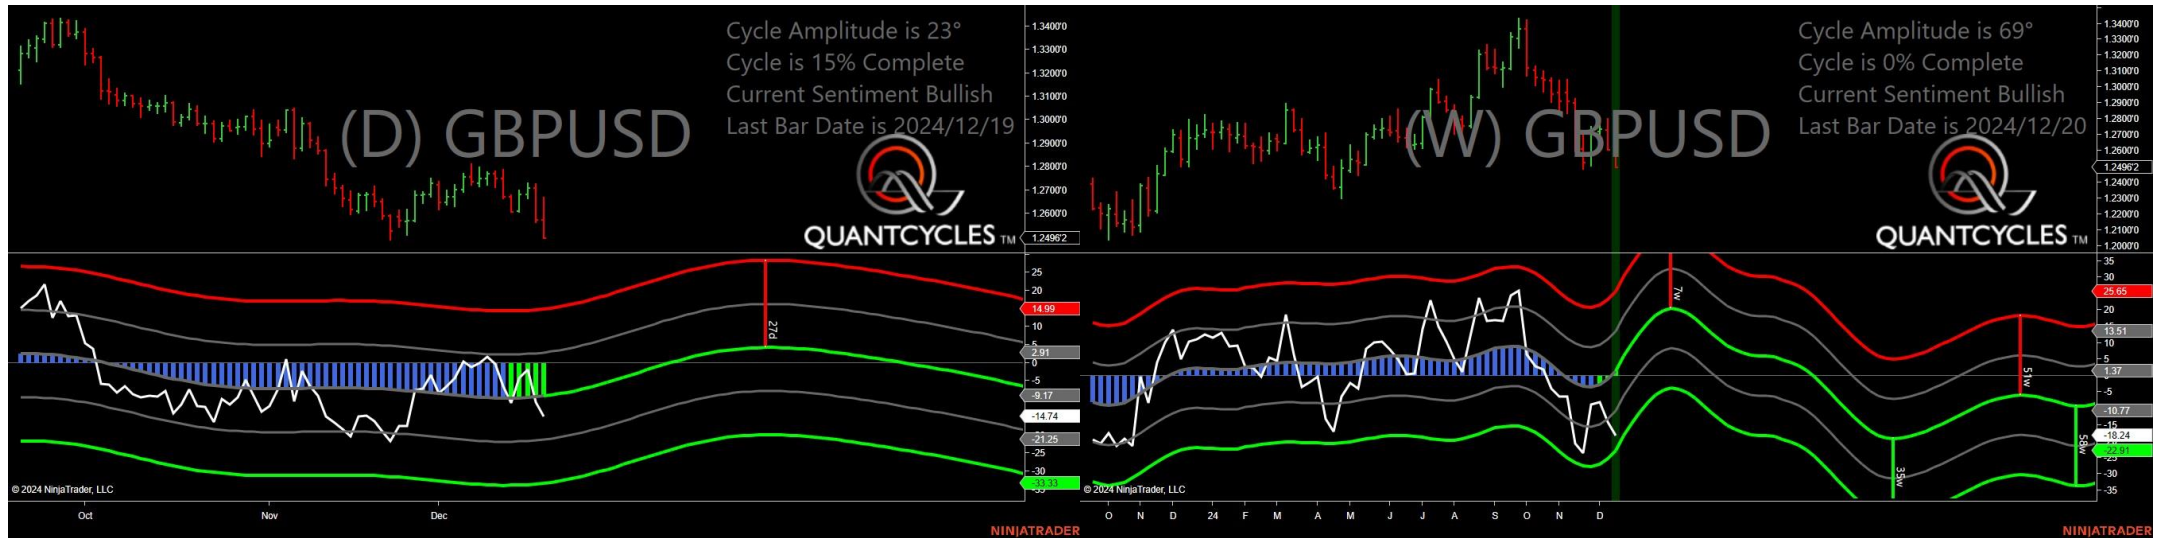 Cycle Amplitude is 23°
Cycle is 15% Complete
Current Sentiment Bullish
Last Bar Date is 2024/12/19
(D) GBPUSD
QUANTCYCLES TM
1.3400'0
1.3300'0
1.3200'0
1.3100'0
1.3000'0
1.2900'0
1.2800'0
1.2700'0
1.2600'0
1.2496'2
25
20
14.99
10
5
2.91
0
-5
-9.17
-14.74
-21.25
-25
-30
-33.33
27d
© 2024 NinjaTrader, LLC
Oct Nov Dec
NINJATRADER
Cycle Amplitude is 69°
Cycle is 0% Complete
Current Sentiment Bullish
Last Bar Date is 2024/12/20
(W) GBPUSD
QUANTCYCLES TM
1.3400'0
1.3300'0
1.3200'0
1.3100'0
1.3000'0
1.2900'0
1.2800'0
1.2700'0
1.2600'0
1.2496'2
1.2400'0
1.2300'0
1.2200'0
1.2100'0
1.2000'0
35
30
25.65
20
13.51
10
5
1.37
-5
-10.77
-18.24
-22.91
-30
-35
7w
35w
51w
58w
© 2024 NinjaTrader, LLC
O N D 24 F M A M J J A S O N D
NINJATRADER